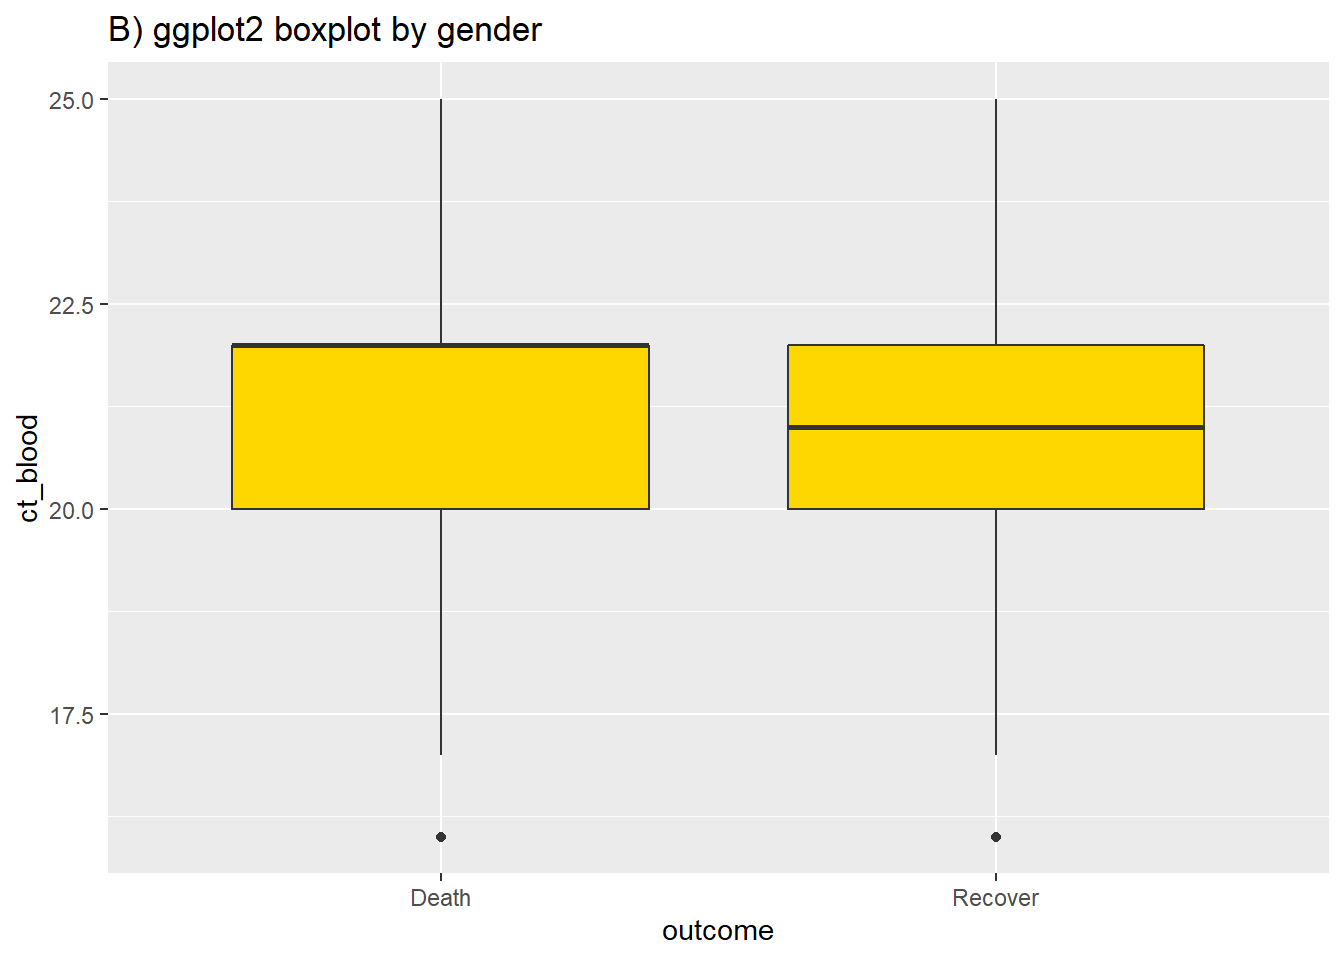 B) ggplot2 boxplot by gender
25.0
22.5
20.0
17.5
ct_blood
Death
Recover
outcome